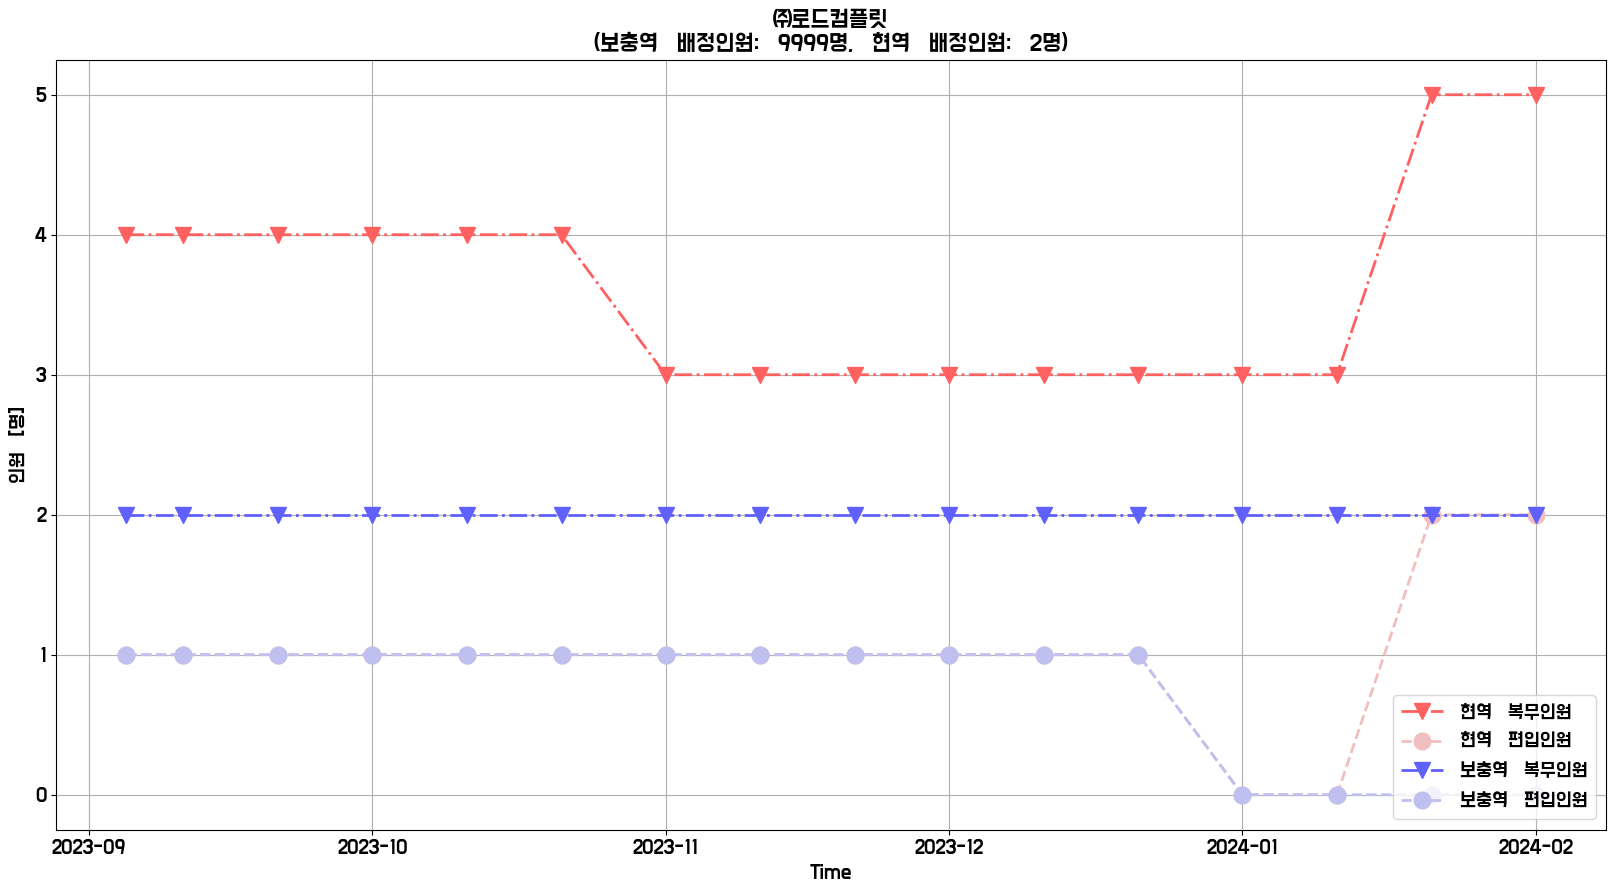 ㈜로드컴플릿
(보충역 배정인원: 9999명, 현역 배정인원: 2명)
5
4
3
2
1
0
인원 [명]
2023-09
2023-10
2023-11
2023-12
2024-01
2024-02
Time
현역 복무인원
현역 편입인원
보충역 복무인원
보충역 편입인원